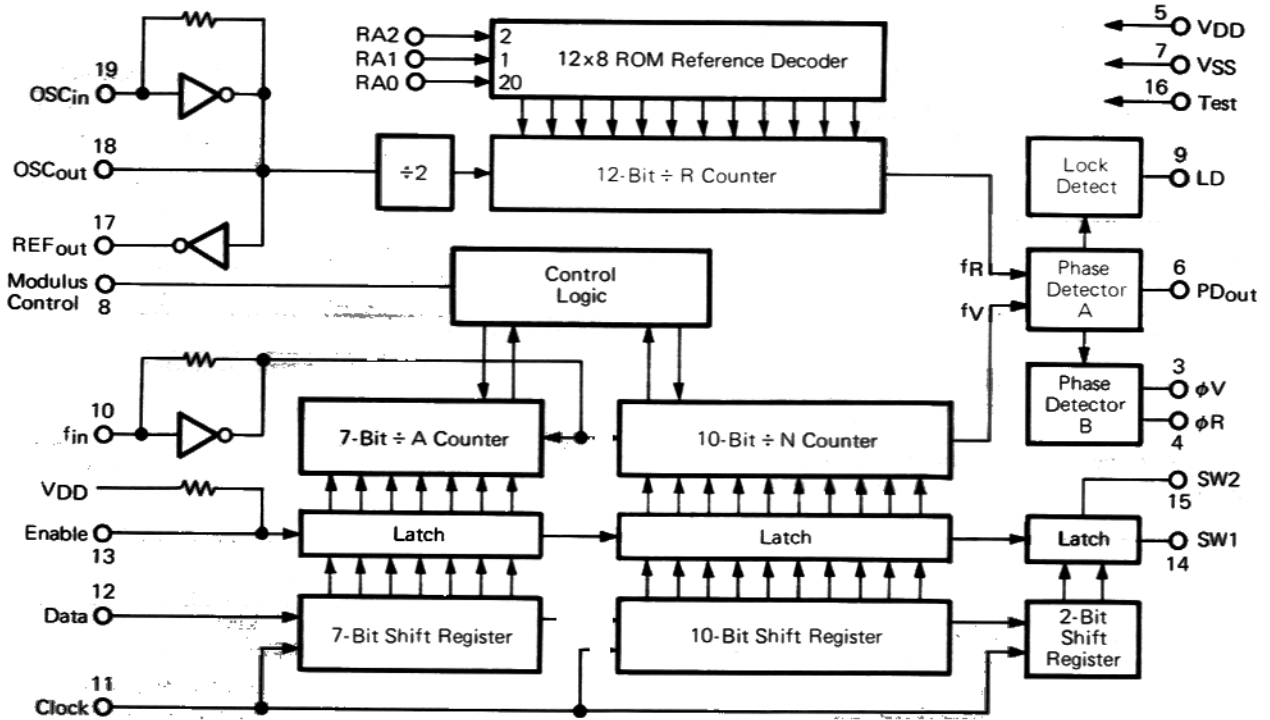 RA2 2
RA1 1
RA0 20
12x8 ROM Reference Decoder
5 VDD
7 VSS
16 Test
19
OSCin
18
OSCout
÷2
12-Bit ÷ R Counter
9
Lock
Detect
LD
17
REFout
Modulus
Control
8
Control
Logic
fR
fV
Phase
Detector
A
6
PDout
10
fin
7-Bit ÷ A Counter
10-Bit ÷ N Counter
Phase
Detector
B
3
ϕV
ϕR
4
VDD
SW2
15
Enable
13
Latch
Latch
Latch
SW1
14
12
Data
7-Bit Shift Register
10-Bit Shift Register
2-Bit
Shift
Register
11
Clock